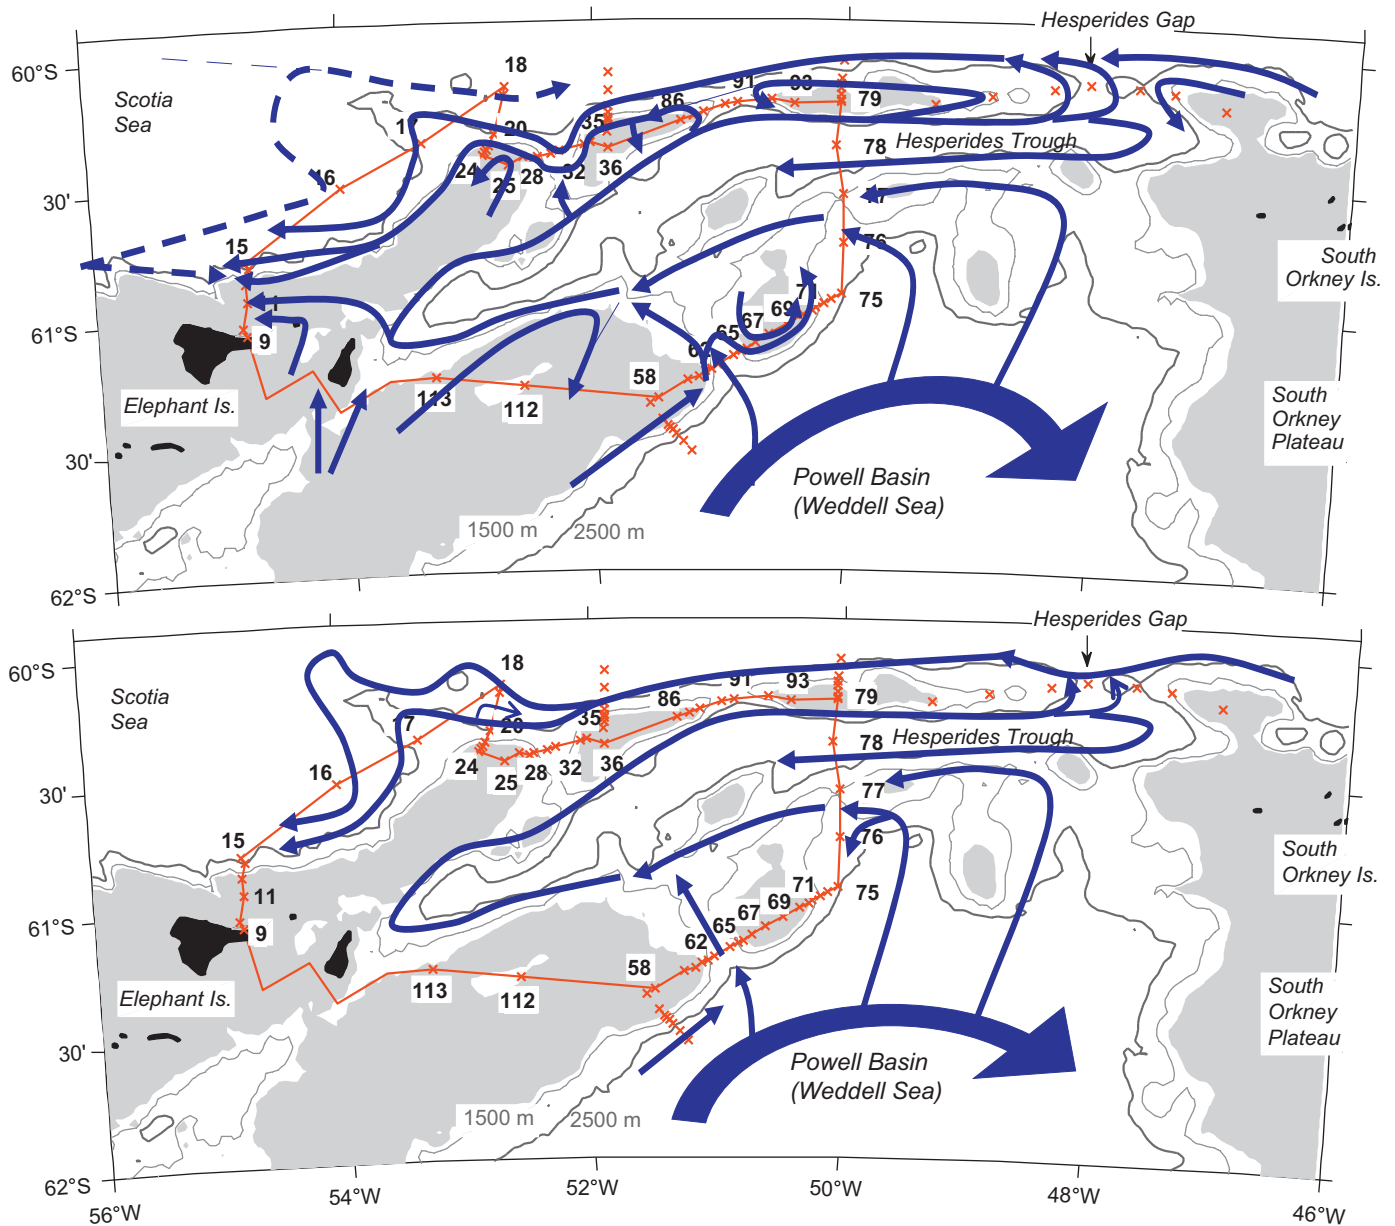 Hesperides Gap
60°S
18
Scotia
Sea
91
93
86
79
17
20
35
Hesperides Trough
78
24
25
28
32
36
16
77
30'
15
76
South
Orkney Is.
1
71
75
69
67
61°S
65
9
62
58
Elephant Is.
113
112
South
Orkney
Plateau
30'
Powell Basin
(Weddell Sea)
1500 m
2500 m
62°S
Hesperides Gap
60°S
18
Scotia
Sea
91
93
86
79
17
20
35
Hesperides Trough
78
24
25
28
32
36
16
77
30'
15
76
South
Orkney Is.
11
71
75
69
67
61°S
65
9
62
58
Elephant Is.
113
112
South
Orkney
Plateau
30'
Powell Basin
(Weddell Sea)
1500 m
2500 m
62°S
56°W
54°W
52°W
50°W
48°W
46°W